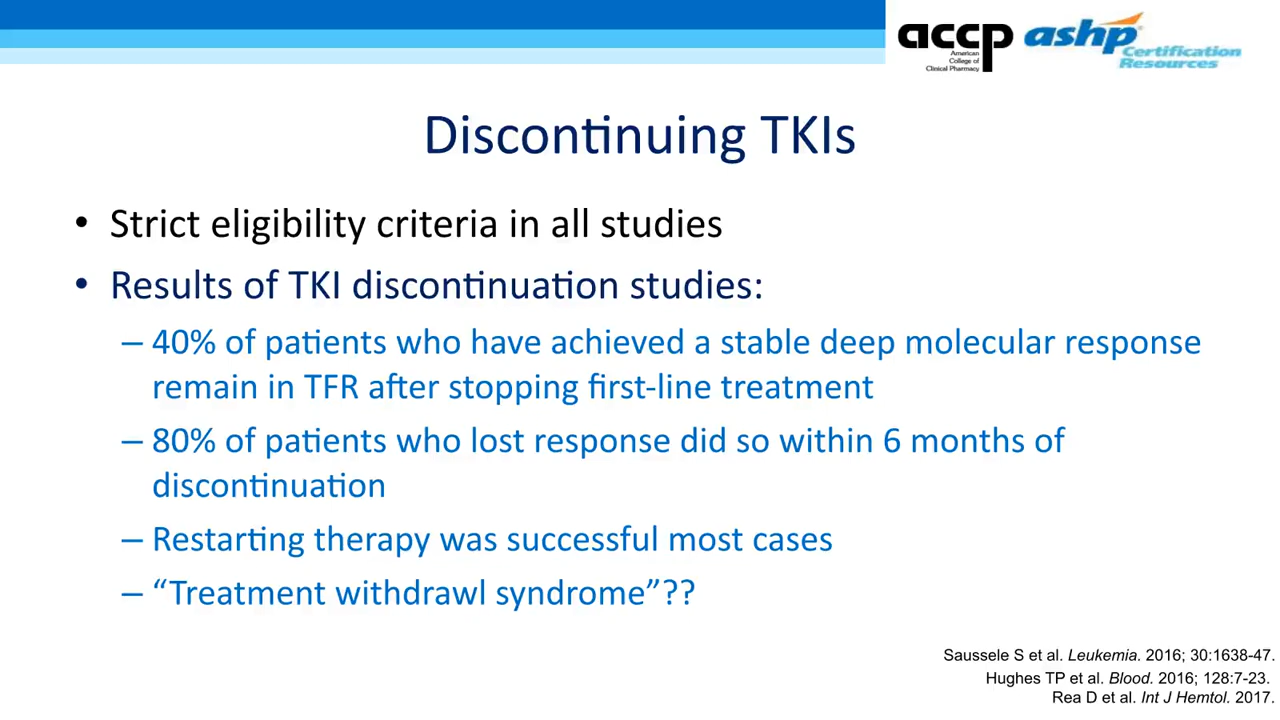 accp
American
College of
Clinical Pharmacy
ashp
Certification
Resources
Discontinuing TKIs
• Strict eligibility criteria in all studies
• Results of TKI discontinuation studies:
– 40% of patients who have achieved a stable deep molecular response
remain in TFR after stopping first-line treatment
– 80% of patients who lost response did so within 6 months of
discontinuation
– Restarting therapy was successful most cases
– “Treatment withdrawl syndrome”??
Saussele S et al. Leukemia. 2016; 30:1638-47.
Hughes TP et al. Blood. 2016; 128:7-23.
Rea D et al. Int J Hemtol. 2017.